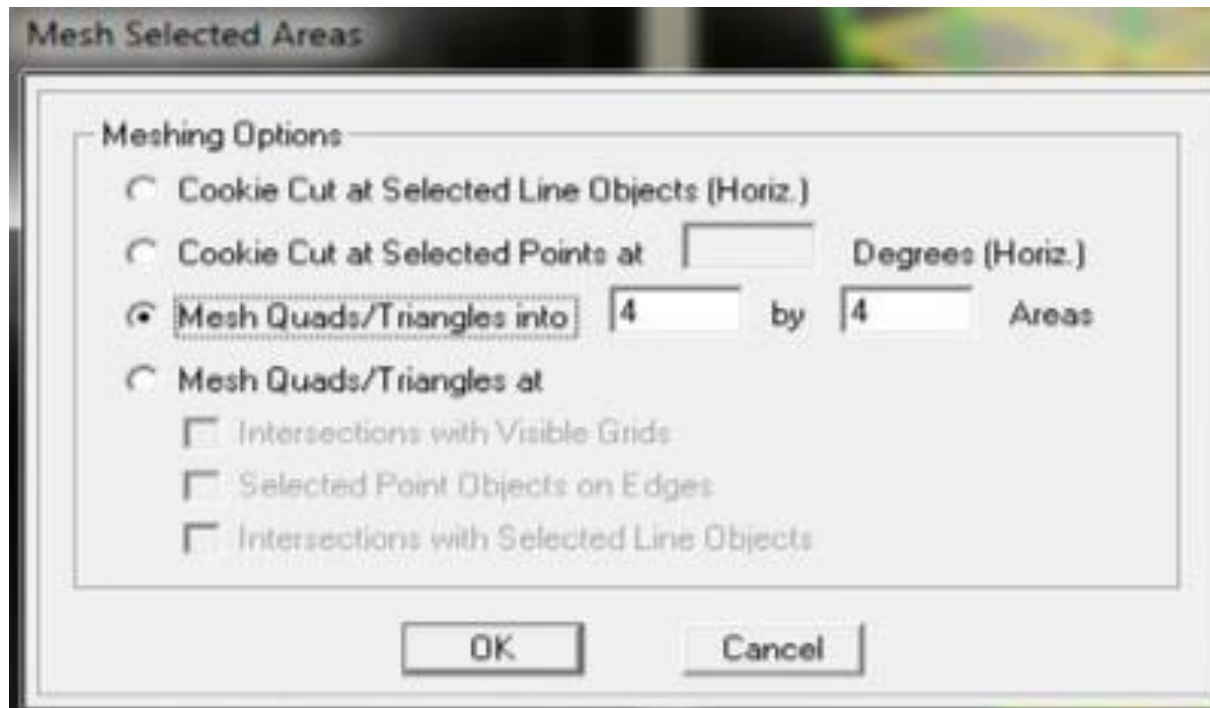 Mesh Selected Areas
Meshing Options
Cookie Cut at Selected Line Objects (Horiz.)
Cookie Cut at Selected Points at Degrees (Horiz.)
Mesh Quads/Triangles into 4 by 4 Areas
Mesh Quads/Triangles at
Intersections with Visible Grids
Selected Point Objects on Edges
Intersections with Selected Line Objects
OK Cancel